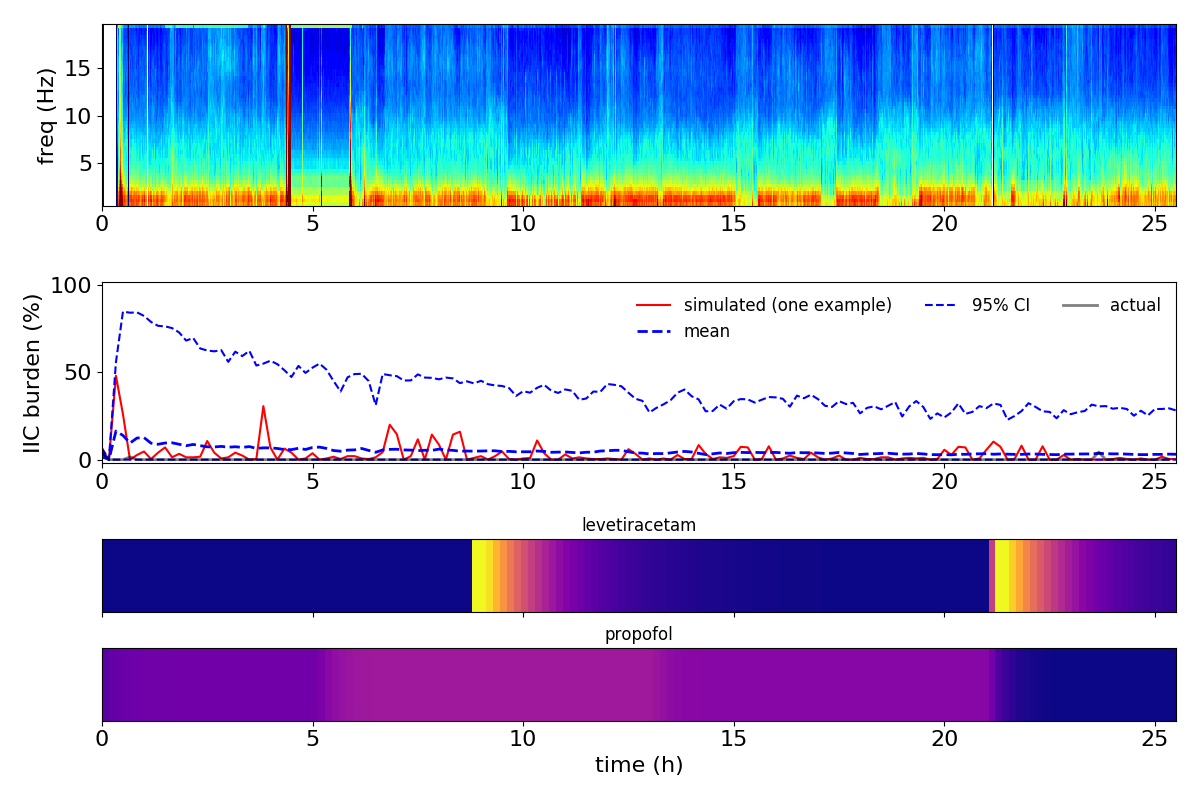 freq (Hz)
15
10
5
0 5 10 15 20 25
IIC burden (%)
100
50
0
simulated (one example)
mean
95% CI
actual
0 5 10 15 20 25
levetiracetam
propofol
0 5 10 15 20 25
time (h)